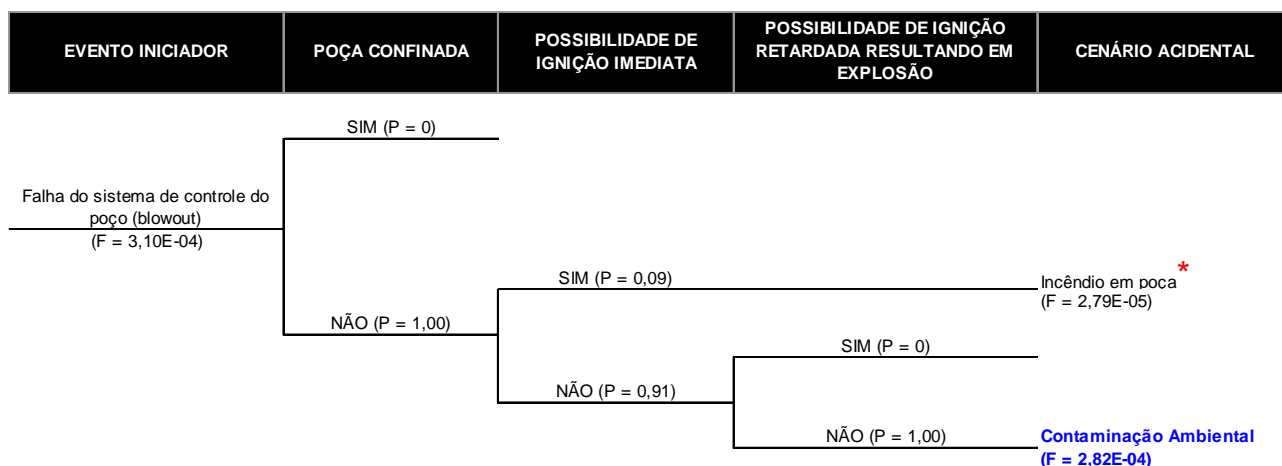 EVENTO INICIADOR
POÇA CONFINADA
POSSIBILIDADE DE
IGNIÇÃO IMEDIATA
POSSIBILIDADE DE IGNIÇÃO
RETARDADA RESULTANDO EM
EXPLOSÃO
CENÁRIO ACIDENTAL
SIM (P = 0)
Falha do sistema de controle do
poço (blowout)
(F = 3,10E-04)
SIM (P = 0,09)
Incêndio em poça *
(F = 2,79E-05)
NÃO (P = 1,00)
SIM (P = 0)
NÃO (P = 0,91)
NÃO (P = 1,00)
Contaminação Ambiental
(F = 2,82E-04)